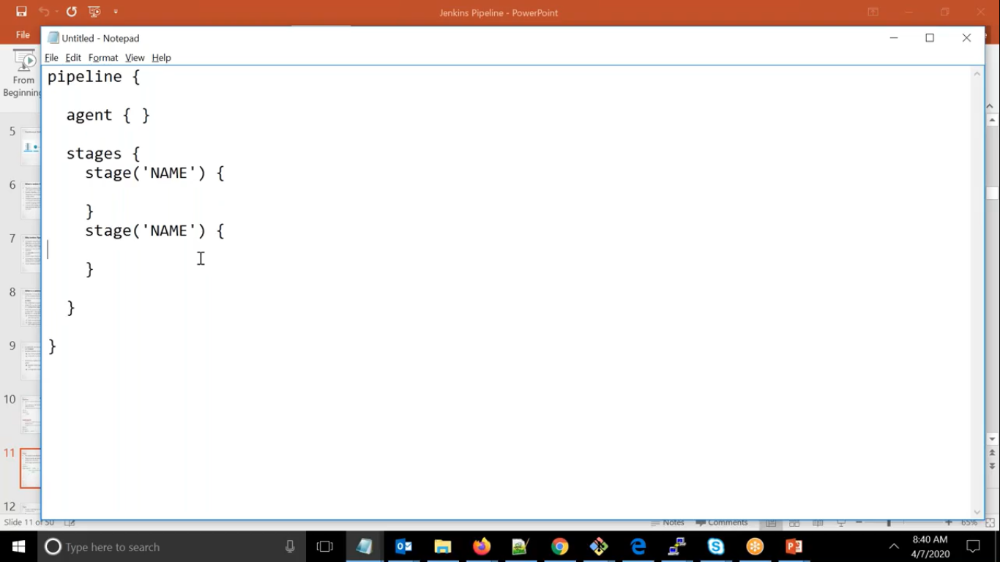 Jenkins Pipeline - PowerPoint
File
Untitled - Notepad
File Edit Format View Help
From
Beginning
pipeline {
agent { }
stages {
stage('NAME') {
}
stage('NAME') {
}
}
}
5
6
7
8
9
10
11
12
Slide 11 of 50
Notes
Comments
65%
Type here to search
8:40 AM
4/7/2020